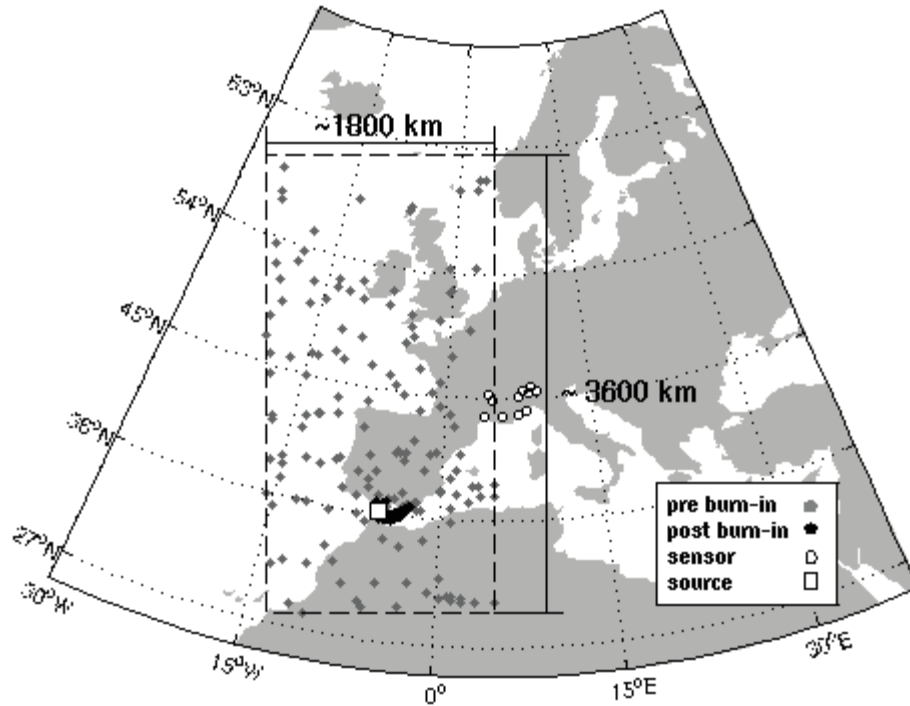 63°N
~1800 km
54°N
45°N
~ 3600 km
36°N
pre burn-in
post burn-in
sensor
source
27°N
30°W
15°W
0°
15°E
30°E